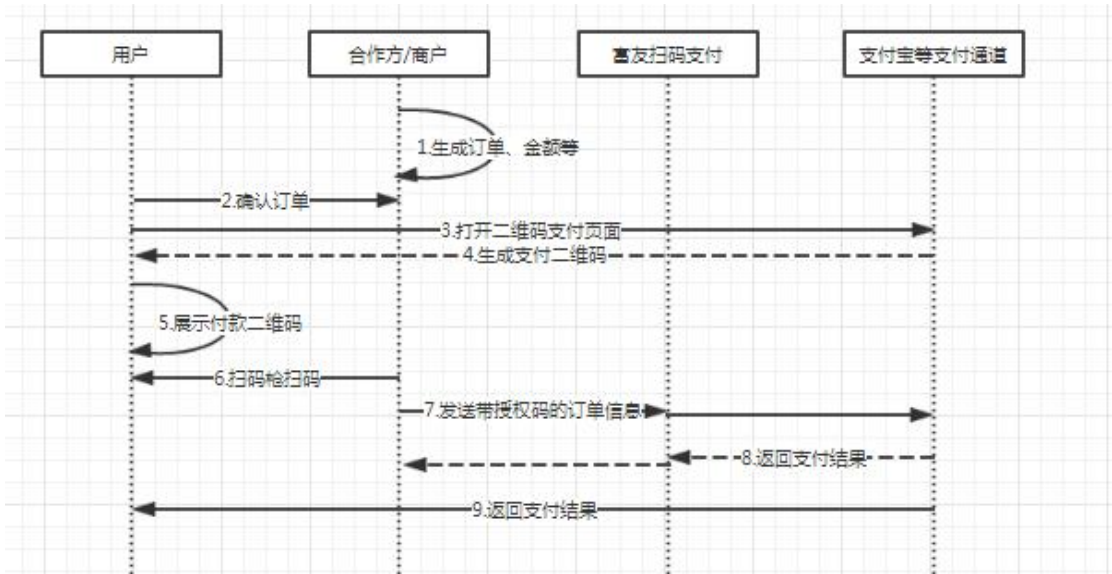 用户
合作方/商户
富友扫码支付
支付宝等支付通道
1.生成订单、金额等
2.确认订单
3.打开二维码支付页面
4.生成支付二维码
5.展示付款二维码
6.扫码枪扫码
7.发送带授权码的订单信息
8.返回支付结果
9.返回支付结果